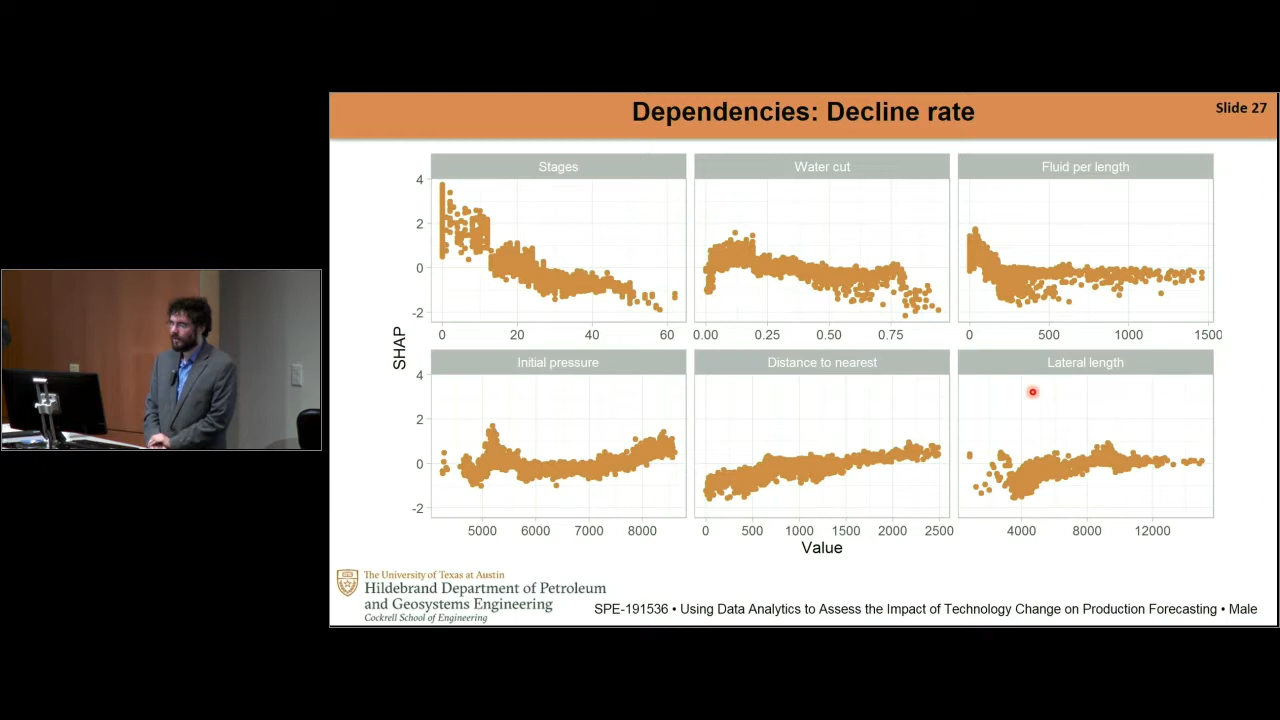 Dependencies: Decline rate
Slide 27
Stages
Water cut
Fluid per length
4
2
0
-2
0 20 40 60
0.00 0.25 0.50 0.75
0 500 1000 1500
SHAP
Initial pressure
Distance to nearest
Lateral length
4
2
0
-2
5000 6000 7000 8000
0 500 1000 1500 2000 2500
4000 8000 12000
Value
The University of Texas at Austin
Hildebrand Department of Petroleum
and Geosystems Engineering
Cockrell School of Engineering
SPE-191536 • Using Data Analytics to Assess the Impact of Technology Change on Production Forecasting • Male